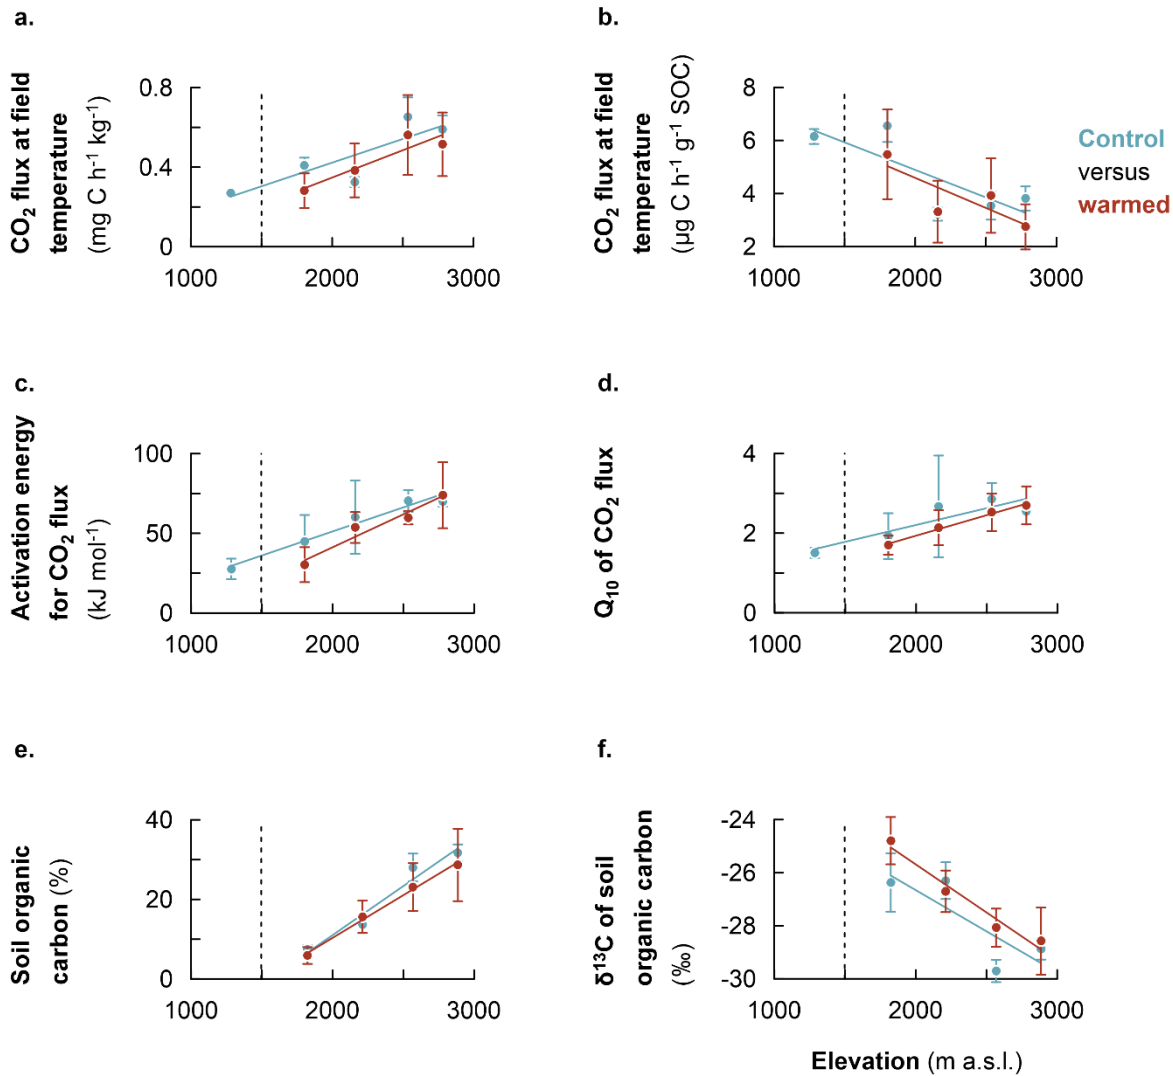 a.
CO₂ flux at field
temperature
(mg C h⁻¹ kg⁻¹)
0.8
0.4
0
1000 2000 3000
b.
CO₂ flux at field
temperature
(µg C h⁻¹ g⁻¹ SOC)
8
6
4
2
1000 2000 3000
Control
versus
warmed
c.
Activation energy
for CO₂ flux
(kJ mol⁻¹)
100
50
0
1000 2000 3000
d.
Q₁₀ of CO₂ flux
4
2
0
1000 2000 3000
e.
Soil organic
carbon (%)
40
20
0
1000 2000 3000
f.
δ¹³C of soil
organic carbon
(‰)
-24
-26
-28
-30
1000 2000 3000
Elevation (m a.s.l.)